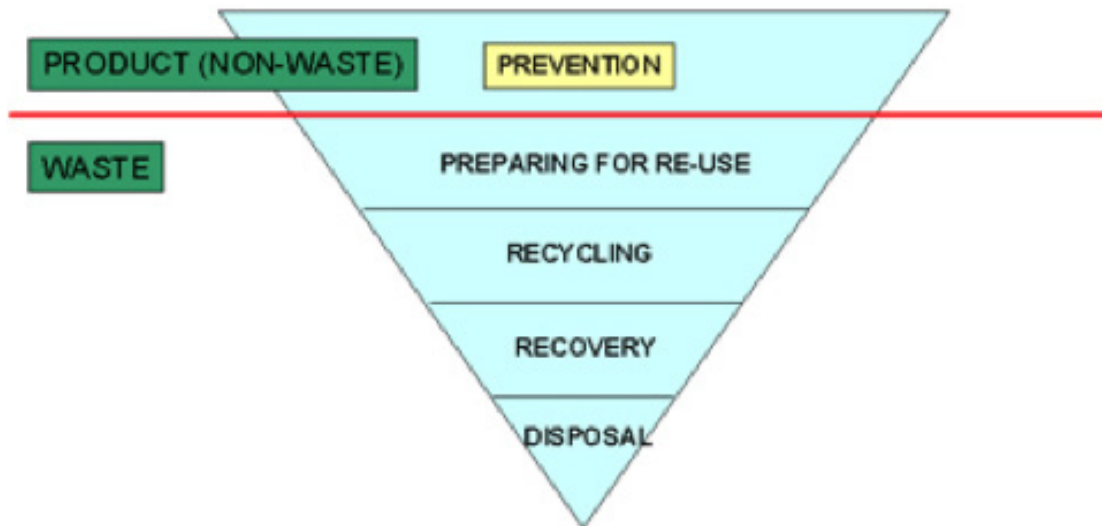 PRODUCT (NON-WASTE)
PREVENTION
WASTE
PREPARING FOR RE-USE
RECYCLING
RECOVERY
DISPOSAL